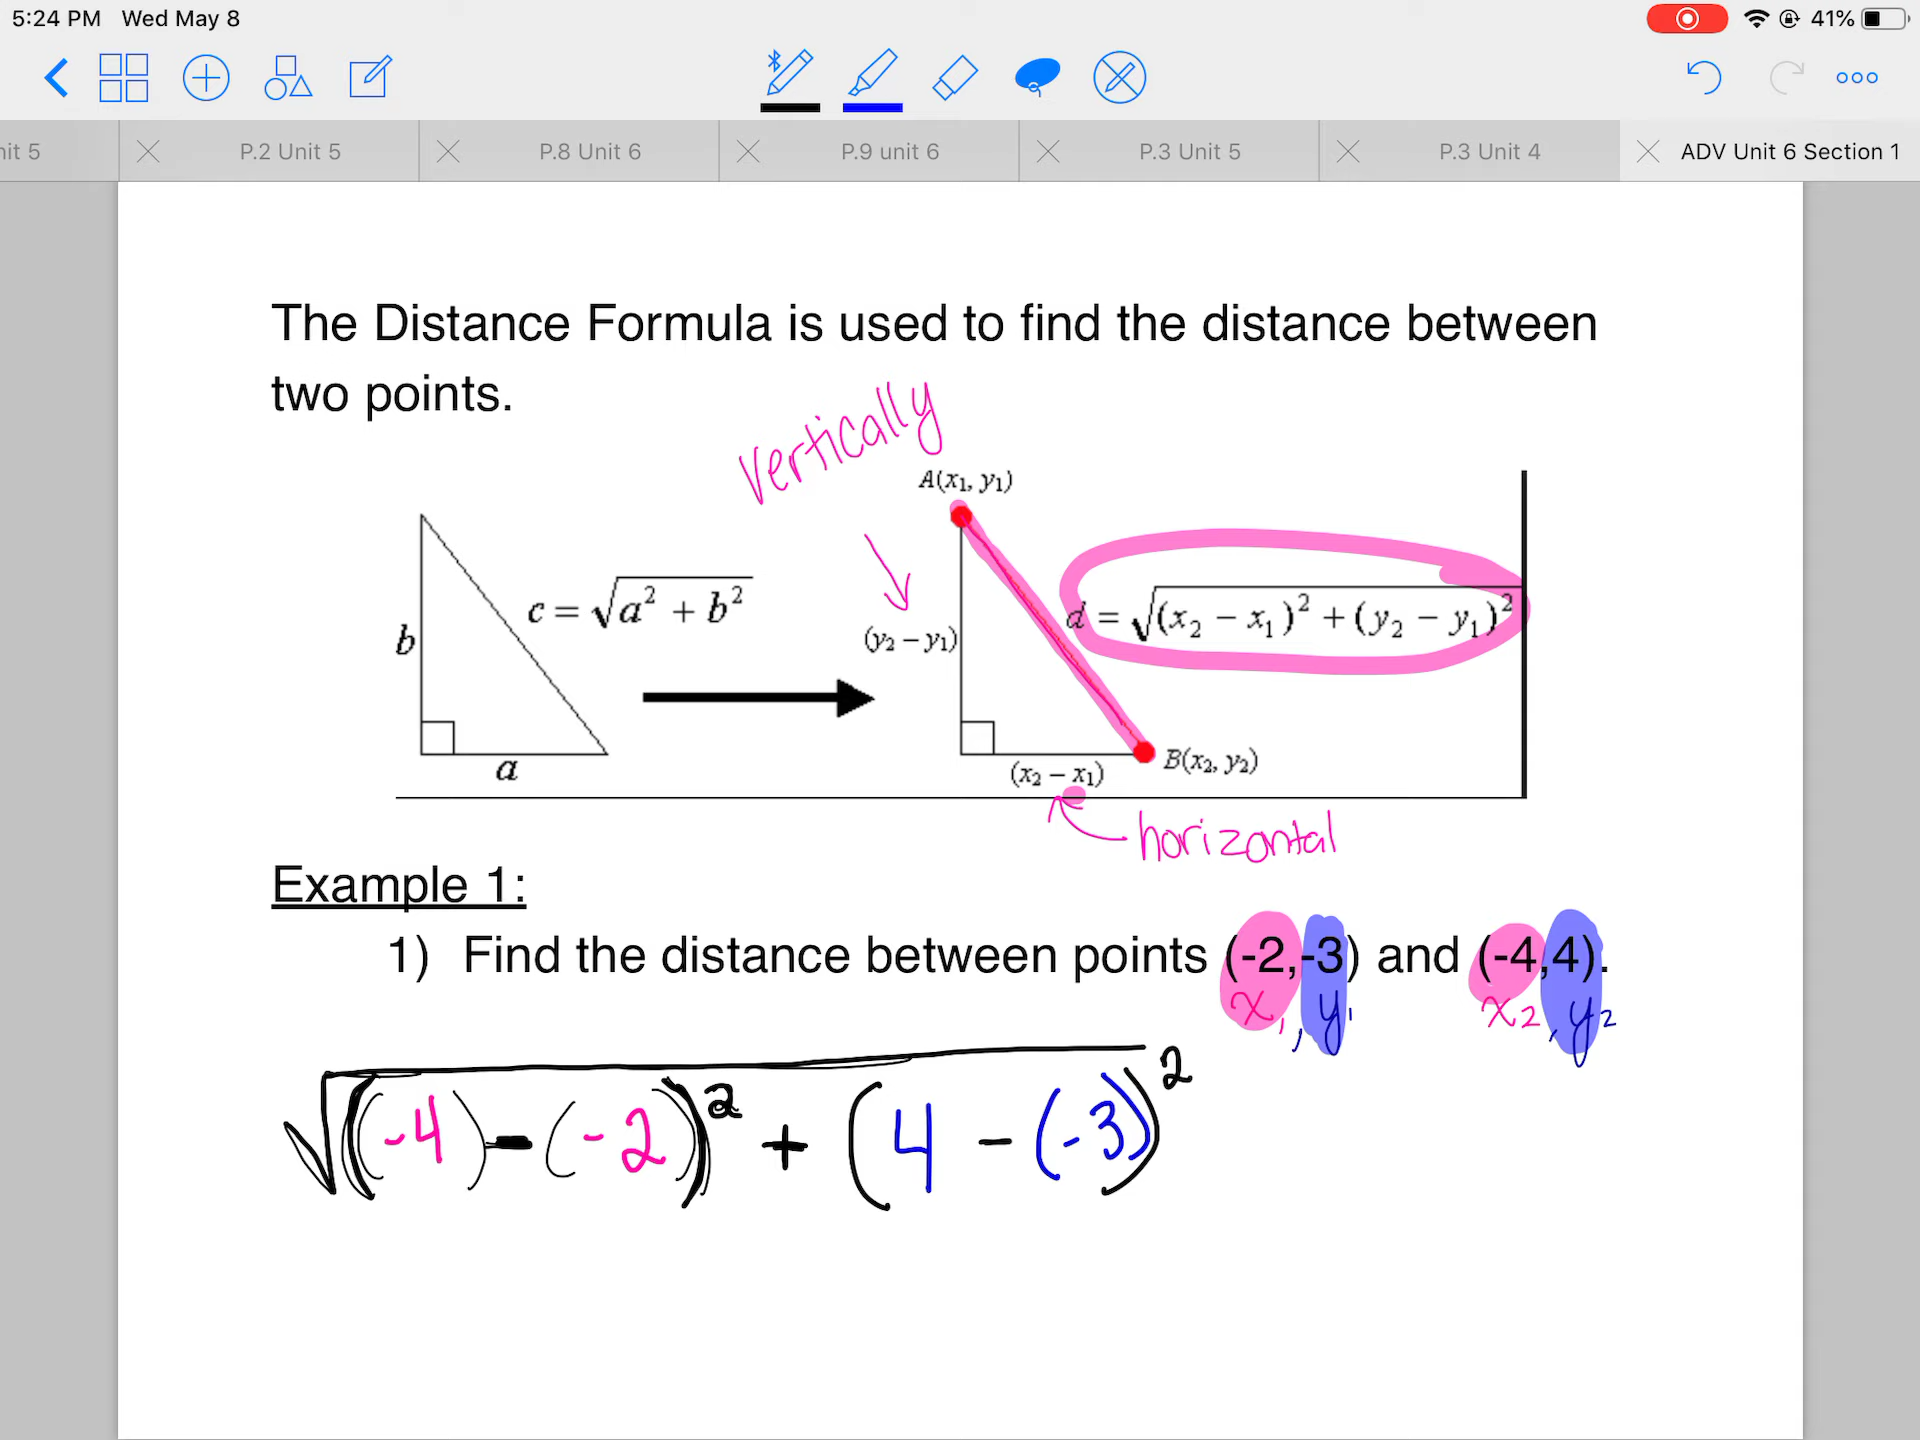 5:24 PM Wed May 8
41%
nit 5
P.2 Unit 5
P.8 Unit 6
P.9 unit 6
P.3 Unit 5
P.3 Unit 4
ADV Unit 6 Section 1
The Distance Formula is used to find the distance between
two points.
vertically
A(x₁, y₁)
c = √(a² + b²)
b
a
(y₂ − y₁)
d = √((x₂ − x₁)² + (y₂ − y₁)²)
B(x₂, y₂)
(x₂ − x₁)
horizontal
Example 1:
1) Find the distance between points (-2,-3) and (-4,4).
x₁, y₁ x₂, y₂
√(((-4) - (-2))² + (4 - (-3))²)